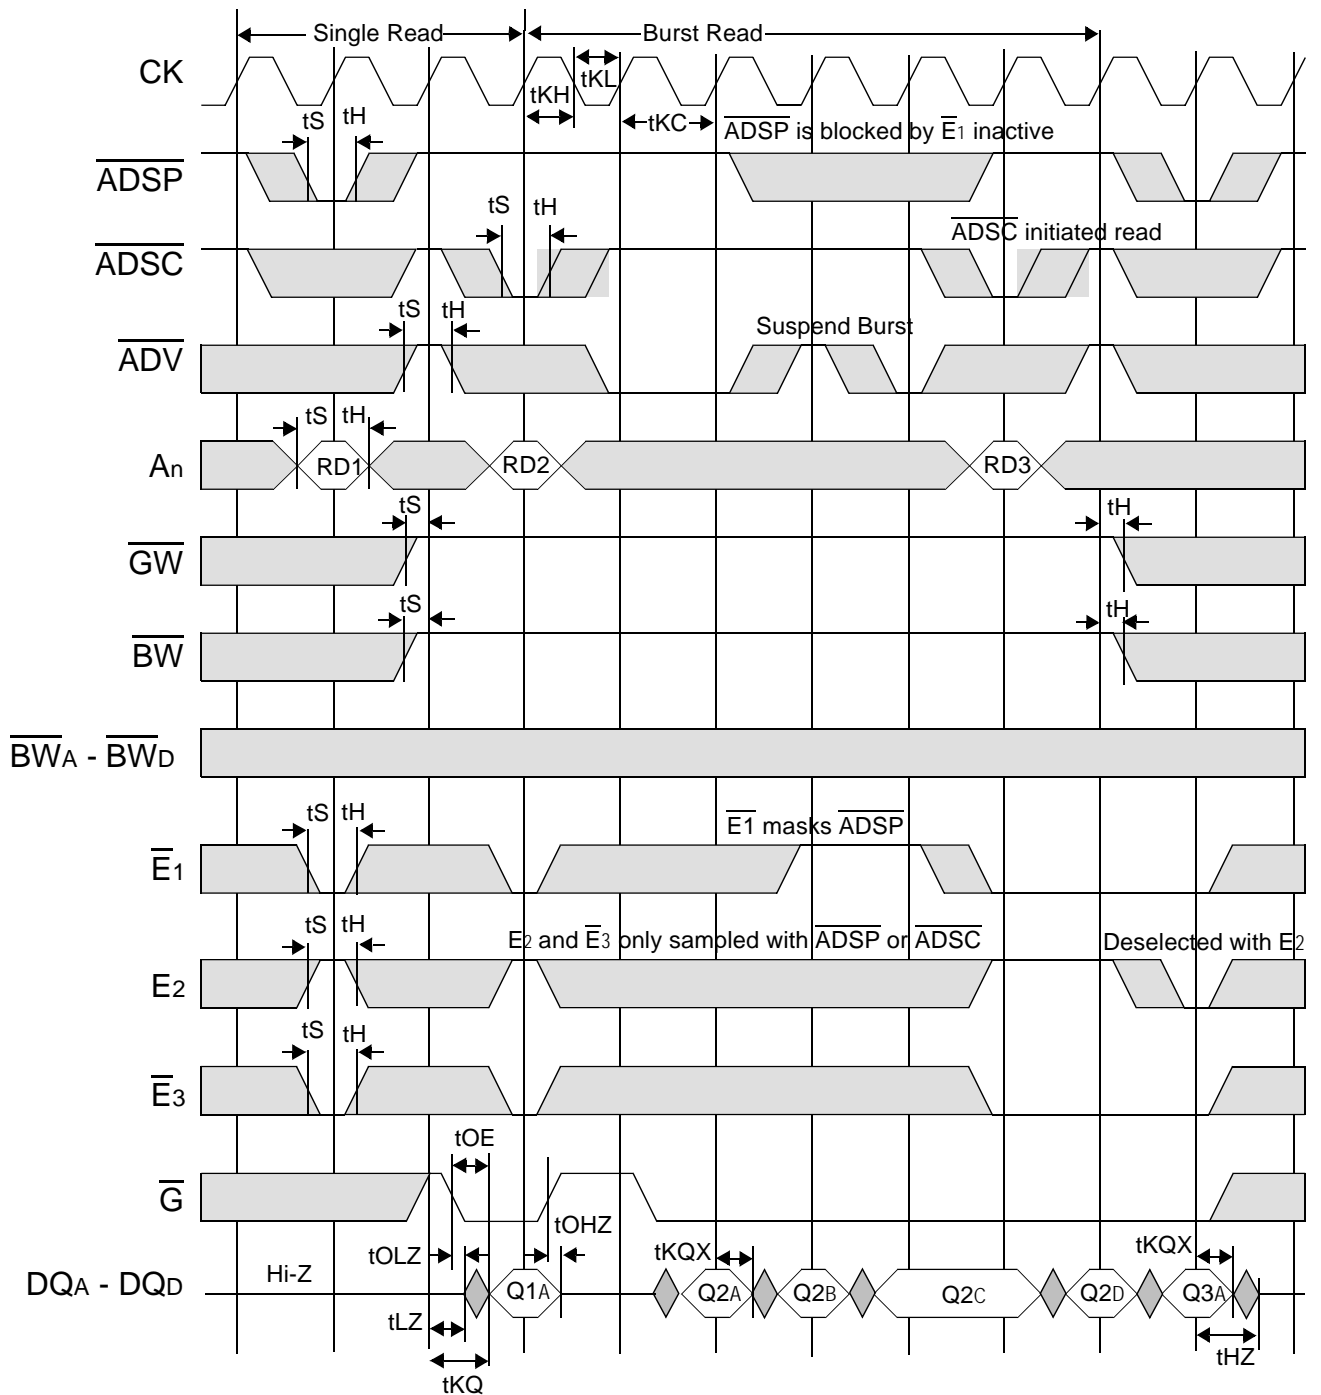 Single Read
Burst Read
CK
tKH
tKL
tKC
ADSP is blocked by E1 inactive
tS
tH
ADSP
tS
tH
ADSC initiated read
ADSC
tS
tH
Suspend Burst
ADV
tS
tH
An
RD1
RD2
RD3
tS
tH
GW
tS
tH
BW
BWA - BWD
tS
tH
E1 masks ADSP
E1
tS
tH
E2 and E3 only sampled with ADSP or ADSC
Deselected with E2
E2
tS
tH
E3
tOE
G
tOHZ
tOLZ
tKQX
tKQX
DQA - DQD
Hi-Z
Q1A
Q2A
Q2B
Q2C
Q2D
Q3A
tLZ
tHZ
tKQ